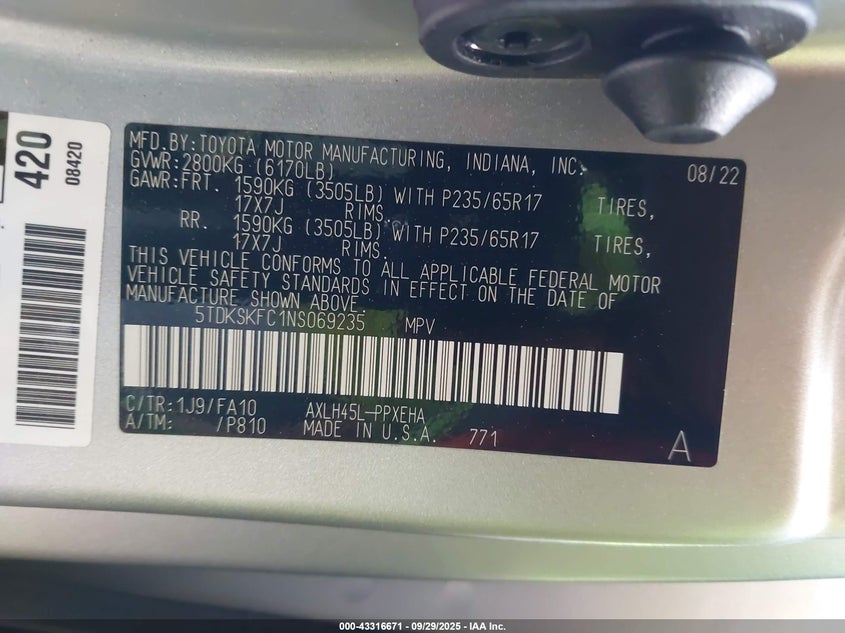 420
08420
MFD.BY:TOYOTA MOTOR MANUFACTURING, INDIANA, INC. 08/22
GVWR:2800KG (6170LB)
GAWR:FRT. 1590KG (3505LB) WITH P235/65R17 TIRES,
17X7J RIMS.
RR. 1590KG (3505LB) WITH P235/65R17 TIRES,
17X7J RIMS.
THIS VEHICLE CONFORMS TO ALL APPLICABLE FEDERAL MOTOR
VEHICLE SAFETY STANDARDS IN EFFECT ON THE DATE OF
MANUFACTURE SHOWN ABOVE.
5TDKSKFC1NS069235 MPV
C/TR:1J9/FA10 AXLH45L-PPXEHA
A/TM: /P810 MADE IN U.S.A. 771 A
000-43316671 - 09/29/2025 - IAA Inc.